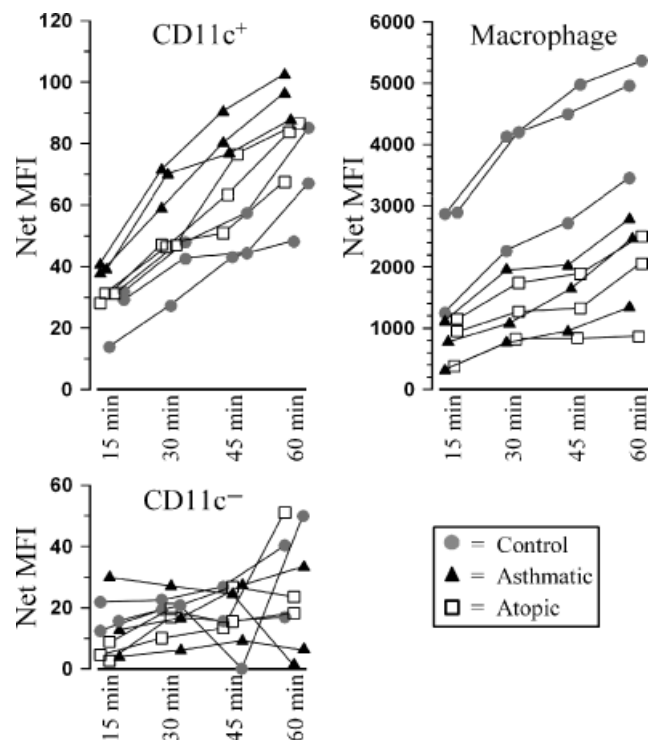 CD11c⁺
Net MFI
120
100
80
60
40
20
0
15 min
30 min
45 min
60 min
Macrophage
Net MFI
6000
5000
4000
3000
2000
1000
0
15 min
30 min
45 min
60 min
CD11c⁻
Net MFI
60
40
20
0
15 min
30 min
45 min
60 min
= Control
= Asthmatic
= Atopic